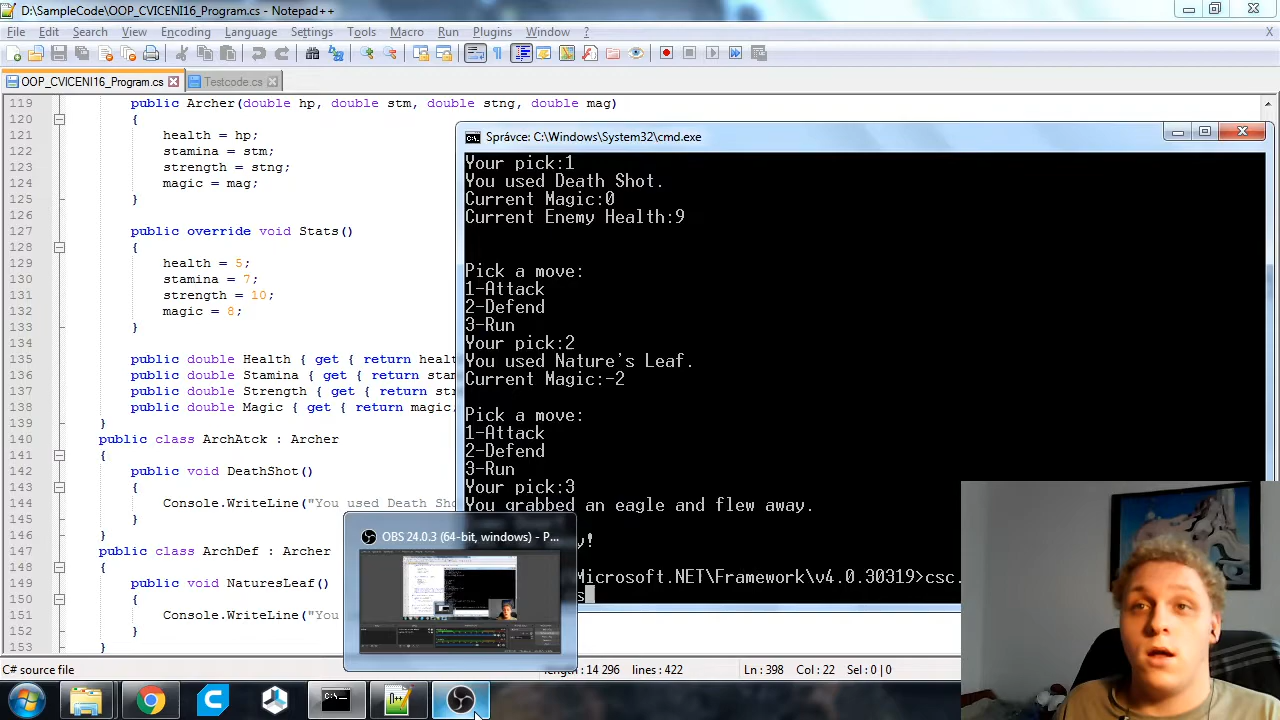 D:\SampleCode\OOP_CVICENI16_Program.cs - Notepad++
File Edit Search View Encoding Language Settings Tools Macro Run Plugins Window ?
X
OOP_CVICENI16_Program.cs Testcode.cs
119 public Archer(double hp, double stm, double stng, double mag)
120 {
121 health = hp;
122 stamina = stm;
123 strength = stng;
124 magic = mag;
125 }
126
127 public override void Stats()
128 {
129 health = 5;
130 stamina = 7;
131 strength = 10;
132 magic = 8;
133 }
134
135 public double Health { get { return healt
136 public double Stamina { get { return stam
137 public double Strength { get { return str
138 public double Magic { get { return magic;
139 }
140 public class ArchAtck : Archer
141 {
142 public void DeathShot()
143 {
144 Console.WriteLine("You used Death Sho
145 }
146 }
147 public class ArchDef : Archer
148 {
149 public void NaturesLeaf()
150 {
151 Console.WriteLine("You
152 }
Správce: C:\Windows\System32\cmd.exe
Your pick:1
You used Death Shot.
Current Magic:0
Current Enemy Health:9
Pick a move:
1-Attack
2-Defend
3-Run
Your pick:2
You used Nature's Leaf.
Current Magic:-2
Pick a move:
1-Attack
2-Defend
3-Run
Your pick:3
You grabbed an eagle and flew away.
y!
Microsoft.NET\Framework\v4.0.30319>csc.
s
OBS 24.0.3 (64-bit, windows) - P...
C# source file length : 14 296 lines : 422 Ln : 398 Col : 22 Sel : 0 | 0